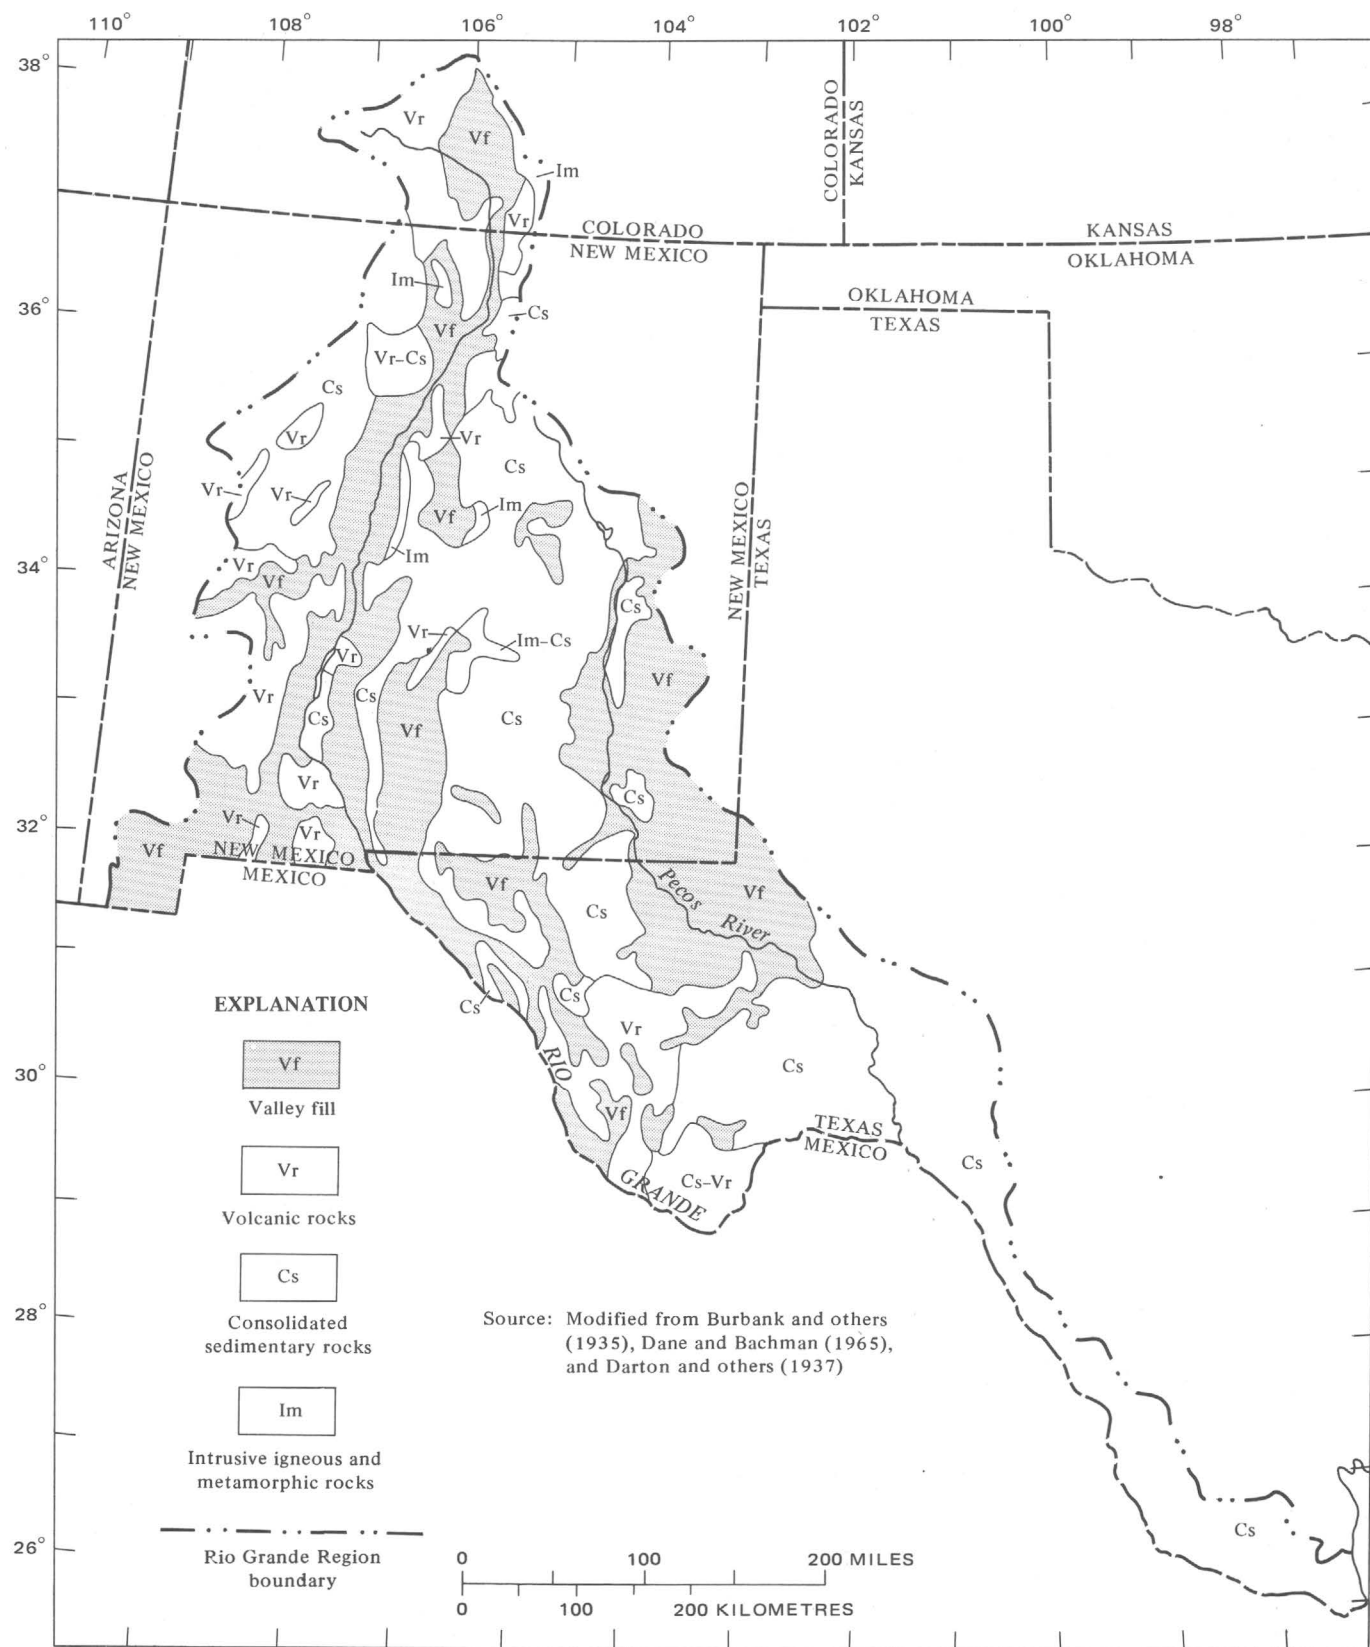 110° 108° 106° 104° 102° 100° 98°
38°
COLORADO
KANSAS
Vr
Vf
Im
Vr
COLORADO
NEW MEXICO
KANSAS
OKLAHOMA
Im
36°
Cs
OKLAHOMA
TEXAS
Vf
Vr–Cs
Cs
Vr
Vr
Cs
Vr
Vr
Im
Vf
ARIZONA
NEW MEXICO
NEW MEXICO
TEXAS
Im
34°
Vr
Vf
Cs
Vr
Im–Cs
Vr
Vf
Vr
Cs
Cs
Cs
Vf
Vr
Cs
Vr
32°
Vr
Vf
NEW MEXICO
MEXICO
Vf
Pecos
River
Vf
Cs
EXPLANATION
Cs
Cs
Vr
RIO
30°
Vf
Valley fill
Cs
Vf
TEXAS
MEXICO
Cs
Vr
Volcanic rocks
Cs–Vr
GRANDE
Cs
Consolidated
sedimentary rocks
28°
Source: Modified from Burbank and others
(1935), Dane and Bachman (1965),
and Darton and others (1937)
Im
Intrusive igneous and
metamorphic rocks
26°
Cs
Rio Grande Region
boundary
0 100 200 MILES
0 100 200 KILOMETRES